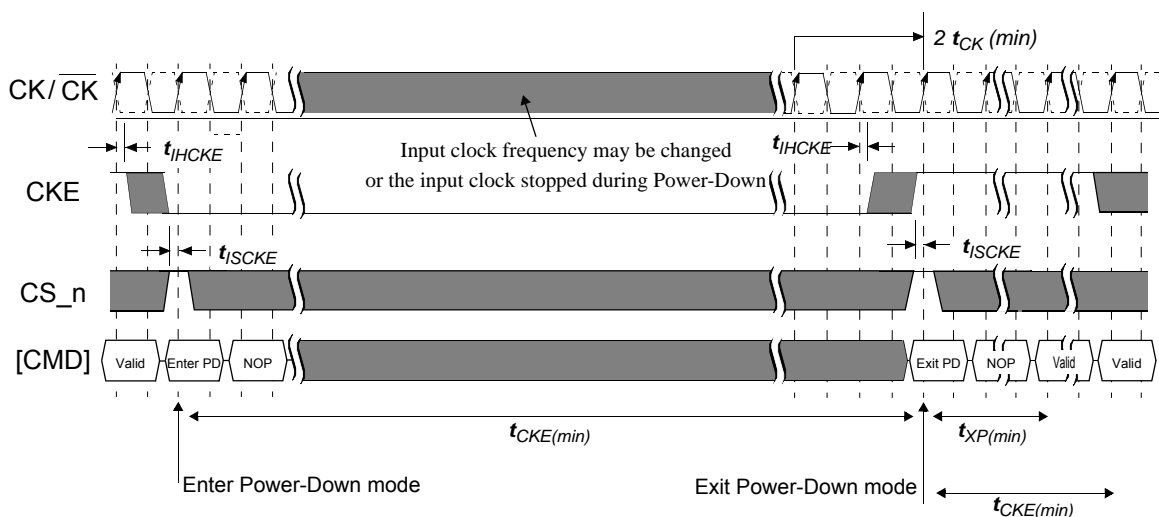 2 tCK (min)
CK / CK
tIHCKE
Input clock frequency may be changed
or the input clock stopped during Power-Down
tIHCKE
CKE
tISCKE
tISCKE
CS_n
[CMD]
Valid
Enter PD
NOP
Exit PD
NOP
Valid
Valid
tCKE(min)
tXP(min)
Enter Power-Down mode
Exit Power-Down mode
tCKE(min)